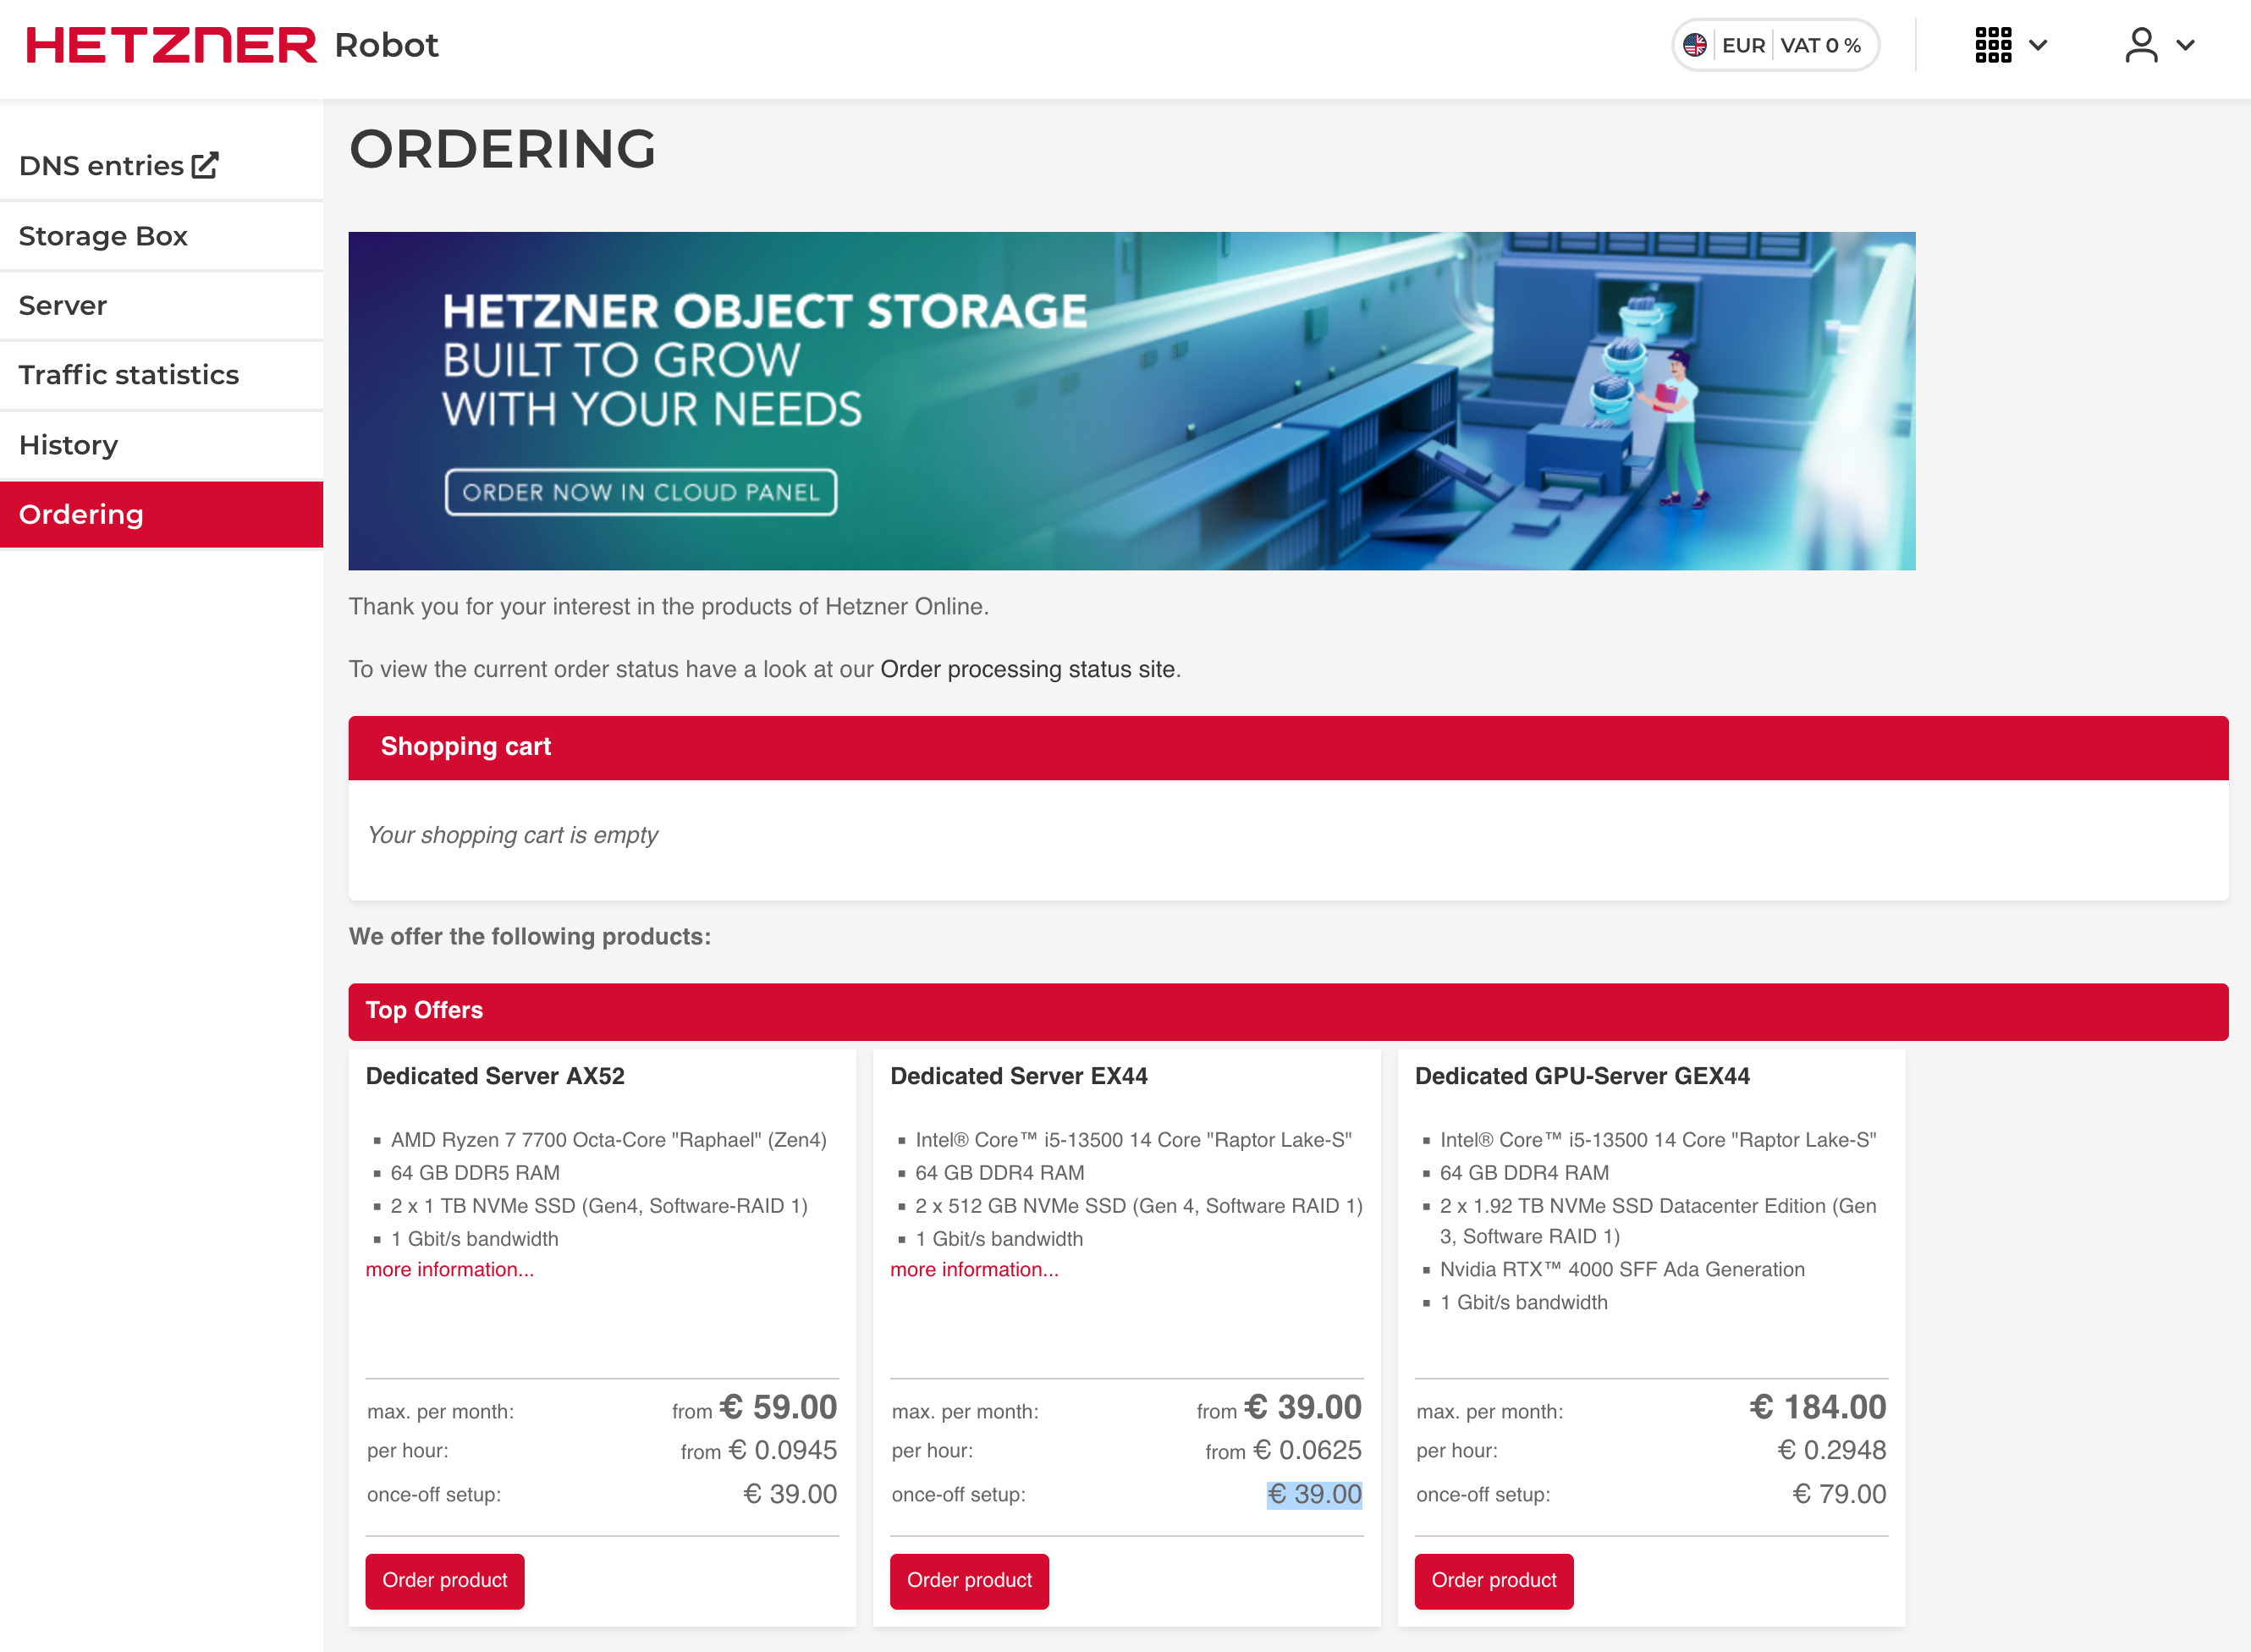 HETZNER Robot
EUR VAT 0 %
DNS entries
Storage Box
Server
Traffic statistics
History
Ordering
ORDERING
HETZNER OBJECT STORAGE
BUILT TO GROW
WITH YOUR NEEDS
ORDER NOW IN CLOUD PANEL
Thank you for your interest in the products of Hetzner Online.
To view the current order status have a look at our Order processing status site.
Shopping cart
Your shopping cart is empty
We offer the following products:
Top Offers
Dedicated Server AX52
▪ AMD Ryzen 7 7700 Octa-Core "Raphael" (Zen4)
▪ 64 GB DDR5 RAM
▪ 2 x 1 TB NVMe SSD (Gen4, Software-RAID 1)
▪ 1 Gbit/s bandwidth
more information...
max. per month: from € 59.00
per hour: from € 0.0945
once-off setup: € 39.00
Order product
Dedicated Server EX44
▪ Intel® Core™ i5-13500 14 Core "Raptor Lake-S"
▪ 64 GB DDR4 RAM
▪ 2 x 512 GB NVMe SSD (Gen 4, Software RAID 1)
▪ 1 Gbit/s bandwidth
more information...
max. per month: from € 39.00
per hour: from € 0.0625
once-off setup: € 39.00
Order product
Dedicated GPU-Server GEX44
▪ Intel® Core™ i5-13500 14 Core "Raptor Lake-S"
▪ 64 GB DDR4 RAM
▪ 2 x 1.92 TB NVMe SSD Datacenter Edition (Gen
3, Software RAID 1)
▪ Nvidia RTX™ 4000 SFF Ada Generation
▪ 1 Gbit/s bandwidth
max. per month: € 184.00
per hour: € 0.2948
once-off setup: € 79.00
Order product